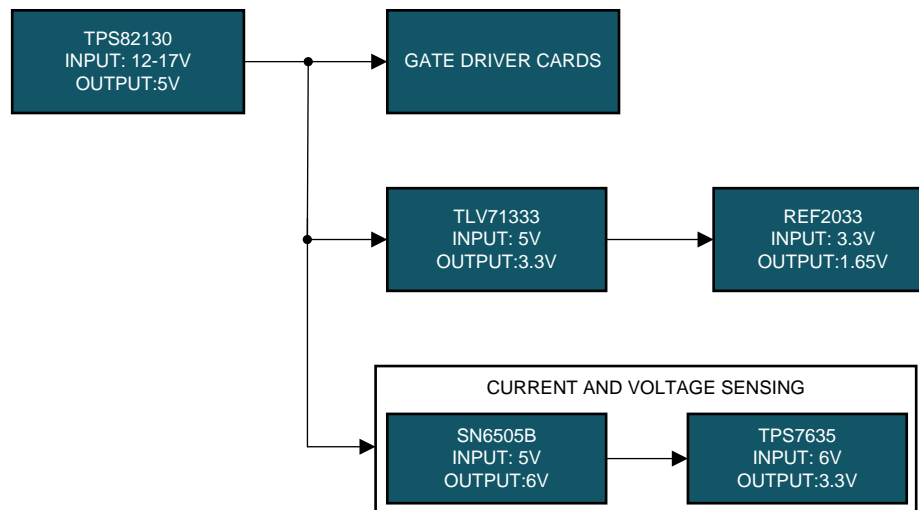 TPS82130
INPUT: 12-17V
OUTPUT:5V
GATE DRIVER CARDS
TLV71333
INPUT: 5V
OUTPUT:3.3V
REF2033
INPUT: 3.3V
OUTPUT:1.65V
CURRENT AND VOLTAGE SENSING
SN6505B
INPUT: 5V
OUTPUT:6V
TPS7635
INPUT: 6V
OUTPUT:3.3V